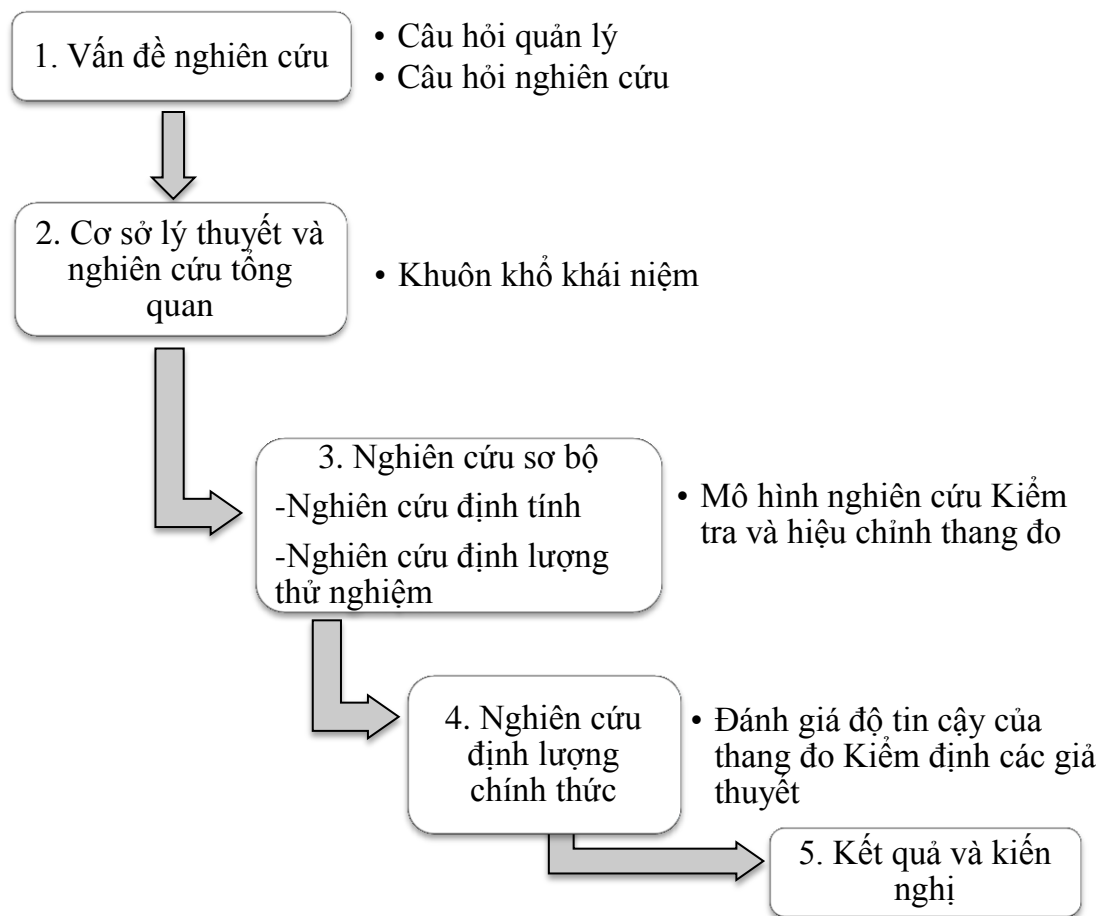 1. Vấn đề nghiên cứu
• Câu hỏi quản lý
• Câu hỏi nghiên cứu
2. Cơ sở lý thuyết và
nghiên cứu tổng
quan
• Khuôn khổ khái niệm
3. Nghiên cứu sơ bộ
-Nghiên cứu định tính
-Nghiên cứu định lượng
thử nghiệm
• Mô hình nghiên cứu Kiểm
tra và hiệu chỉnh thang đo
4. Nghiên cứu
định lượng
chính thức
• Đánh giá độ tin cậy của
thang đo Kiểm định các giả
thuyết
5. Kết quả và kiến
nghị